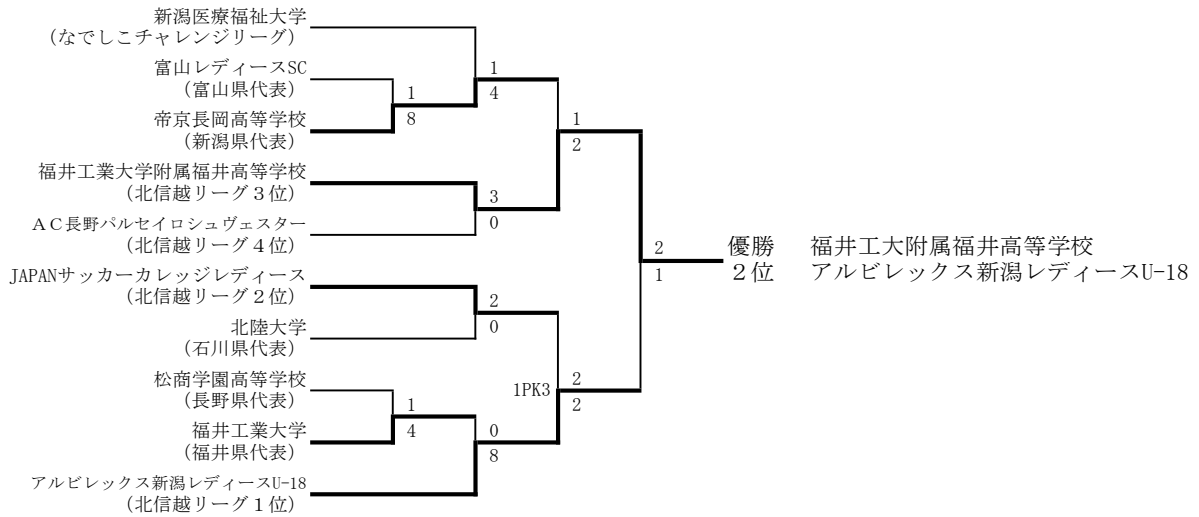 新潟医療福祉大学
（なでしこチャレンジリーグ）
富山レディースSC
（富山県代表）
1
4
1
8
帝京長岡高等学校
（新潟県代表）
1
2
福井工業大学附属福井高等学校
（北信越リーグ３位）
3
0
ＡＣ長野パルセイロシュヴェスター
（北信越リーグ４位）
2
1
優勝　福井工大附属福井高等学校
２位　アルビレックス新潟レディースU-18
JAPANサッカーカレッジレディース
（北信越リーグ２位）
2
0
北陸大学
（石川県代表）
松商学園高等学校
（長野県代表）
1PK3
2
2
1
4
福井工業大学
（福井県代表）
0
8
アルビレックス新潟レディースU-18
（北信越リーグ１位）